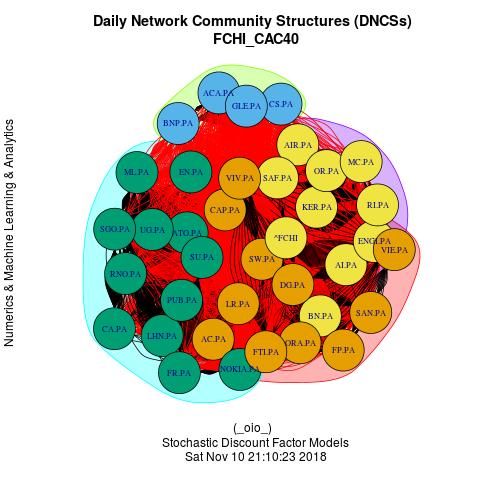 Daily Network Community Structures (DNCSs)
FCHI_CAC40
Numerics & Machine Learning & Analytics
ACA.PA
GLE.PA
CS.PA
BNP.PA
AIR.PA
ML.PA
EN.PA
VIV.PA
SAF.PA
OR.PA
MC.PA
CAP.PA
KER.PA
RI.PA
SGO.PA
UG.PA
ATO.PA
^FCHI
ENGI.PA
VIE.PA
SU.PA
SW.PA
AI.PA
RNO.PA
DG.PA
PUB.PA
LR.PA
BN.PA
SAN.PA
CA.PA
LHN.PA
AC.PA
ORA.PA
FTI.PA
FP.PA
FR.PA
NOKIA.PA
(_oio_)
Stochastic Discount Factor Models
Sat Nov 10 21:10:23 2018